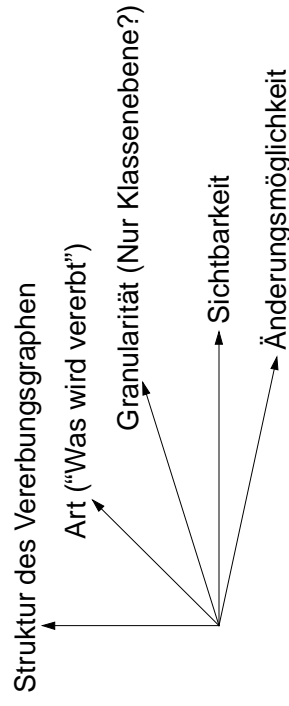 Struktur des Vererbungsgraphen
Art (“Was wird vererbt”)
Granularität (Nur Klassenebene?)
Sichtbarkeit
Änderungsmöglichkeit